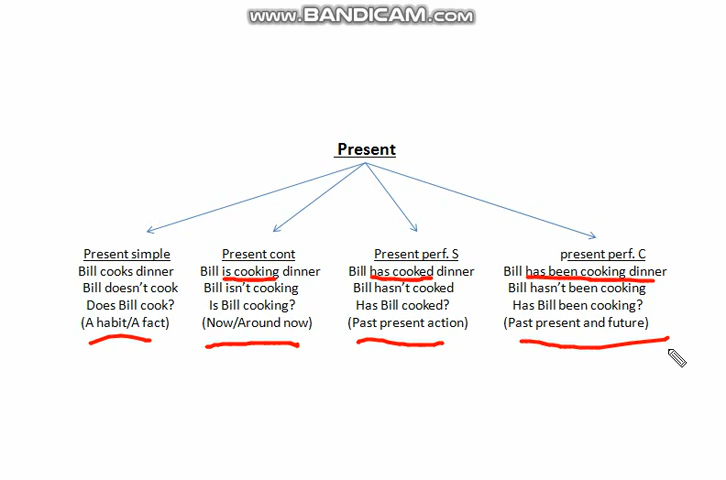 www.BANDICAM.com
Present
Present simple
Bill cooks dinner
Bill doesn't cook
Does Bill cook?
(A habit/A fact)
Present cont
Bill is cooking dinner
Bill isn't cooking
Is Bill cooking?
(Now/Around now)
Present perf. S
Bill has cooked dinner
Bill hasn't cooked
Has Bill cooked?
(Past present action)
present perf. C
Bill has been cooking dinner
Bill hasn't been cooking
Has Bill been cooking?
(Past present and future)